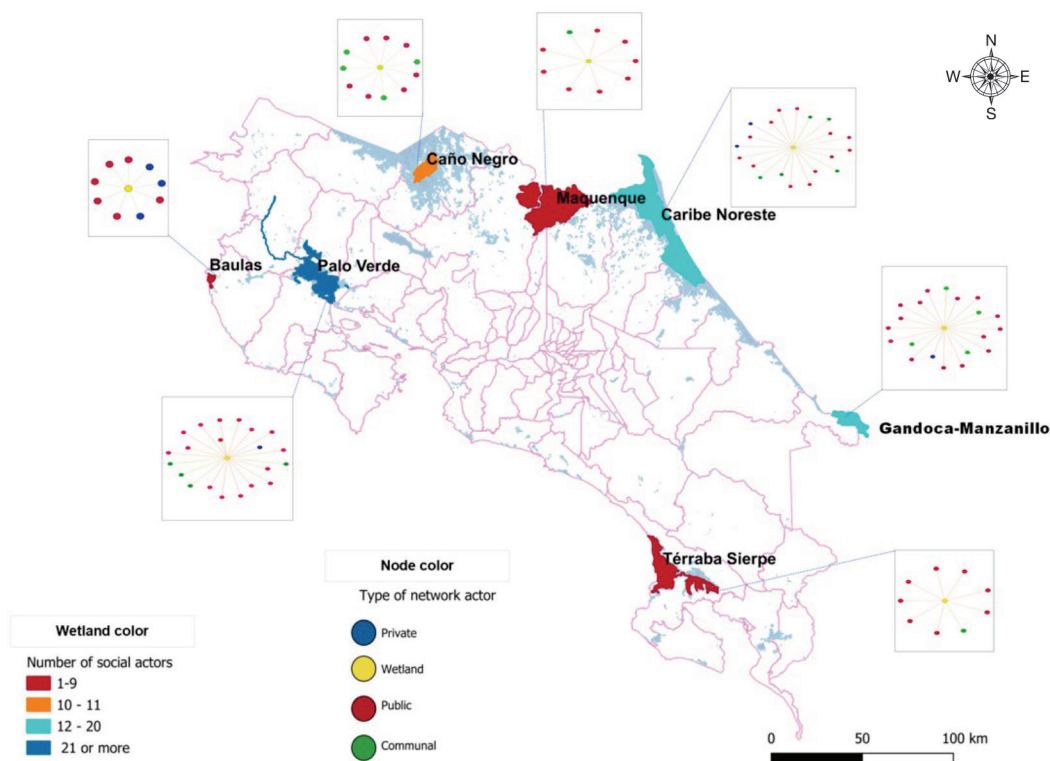 N
W E
S
Caño Negro
Maquenque
Caribe Noreste
Baulas
Palo Verde
Gandoca-Manzanillo
Térraba Sierpe
Node color
Type of network actor
Private
Wetland
Public
Communal
Wetland color
Number of social actors
1-9
10 - 11
12 - 20
21 or more
0 50 100 km